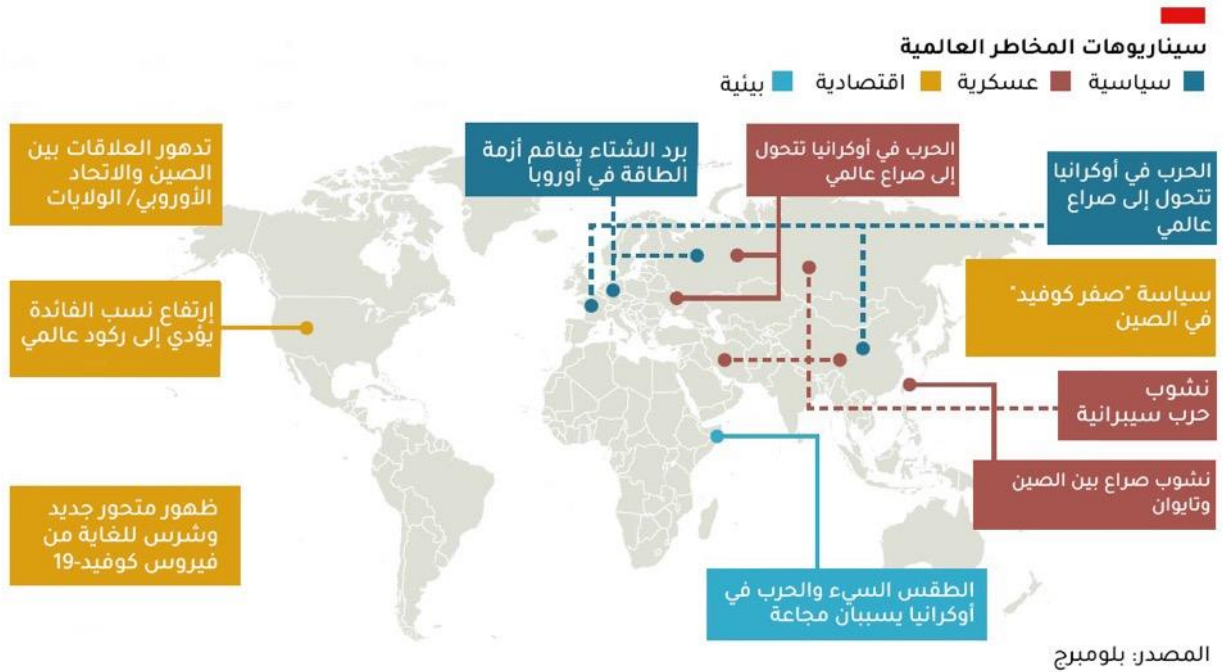 سيناريوهات المخاطر العالمية
سياسية عسكرية اقتصادية بيئية
الحرب في أوكرانيا
تتحول إلى صراع
عالمي
الحرب في أوكرانيا تتحول
إلى صراع عالمي
برد الشتاء يفاقم أزمة
الطاقة في أوروبا
تدهور العلاقات بين
الصين والاتحاد
الأوروبي/ الولايات
سياسة "صفر كوفيد"
في الصين
إرتفاع نسب الفائدة
يؤدي إلى ركود عالمي
نشوب
حرب سيبرانية
نشوب صراع بين الصين
وتايوان
ظهور متحور جديد
وشرس للغاية من
فيروس كوفيد-19
الطقس السيء والحرب في
أوكرانيا يسببان مجاعة
المصدر: بلومبرج